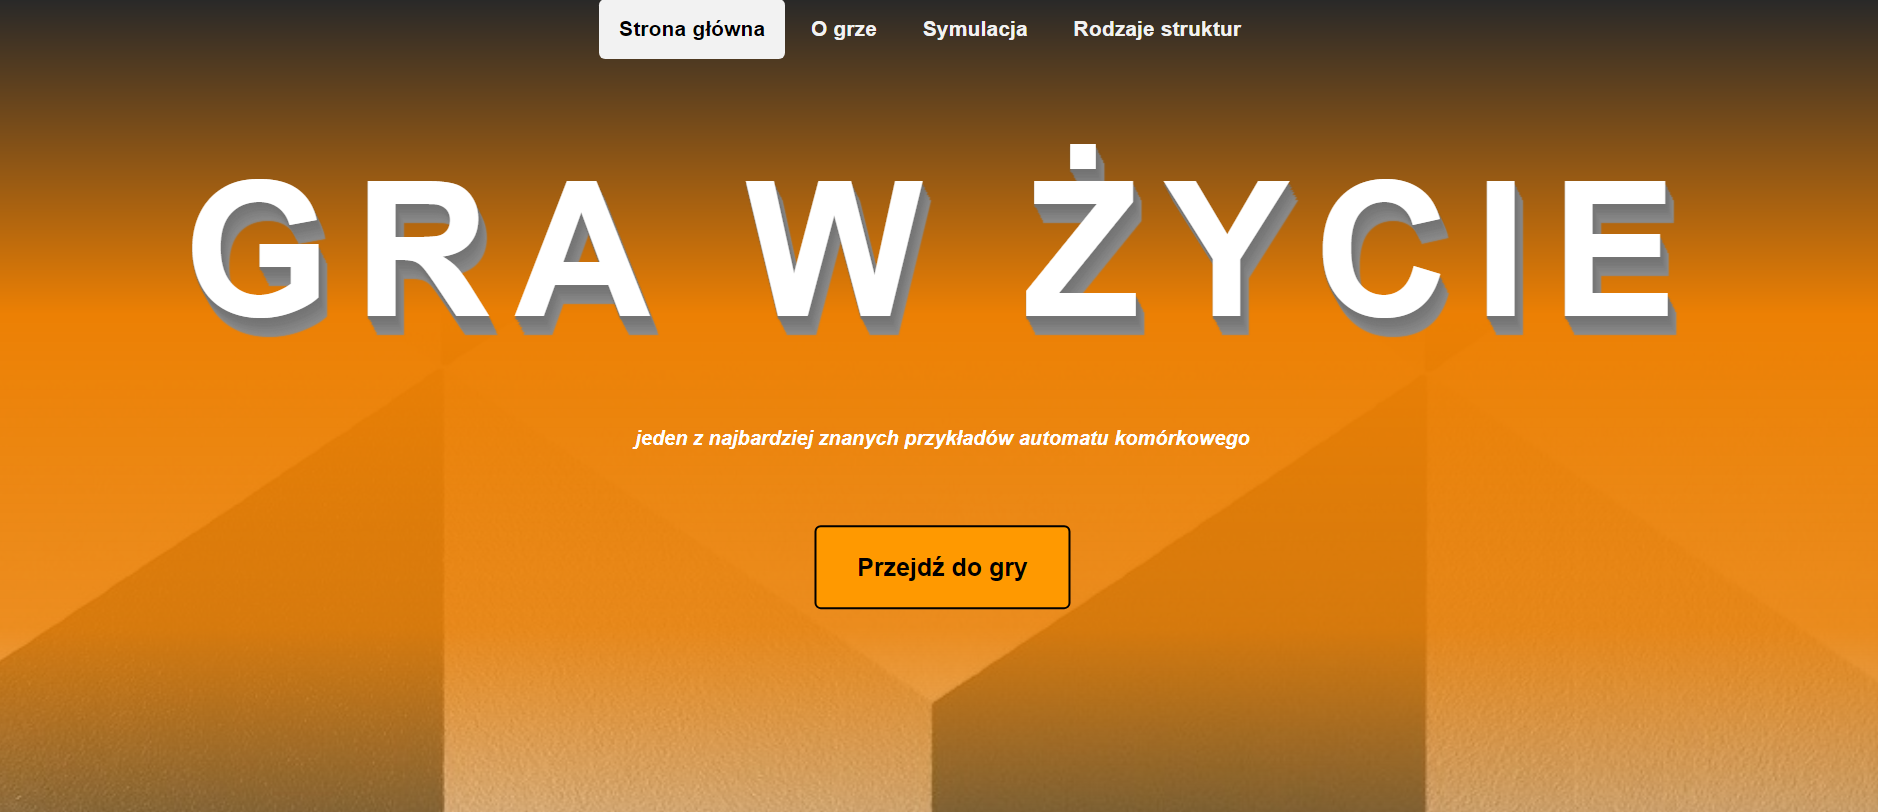 Strona główna O grze Symulacja Rodzaje struktur
GRA W ŻYCIE
jeden z najbardziej znanych przykładów automatu komórkowego
Przejdź do gry